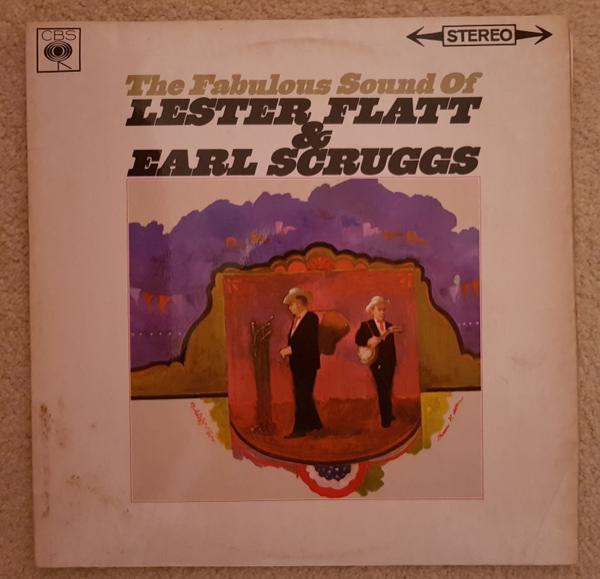 CBS
STEREO
The Fabulous Sound Of
LESTER FLATT
&
EARL SCRUGGS